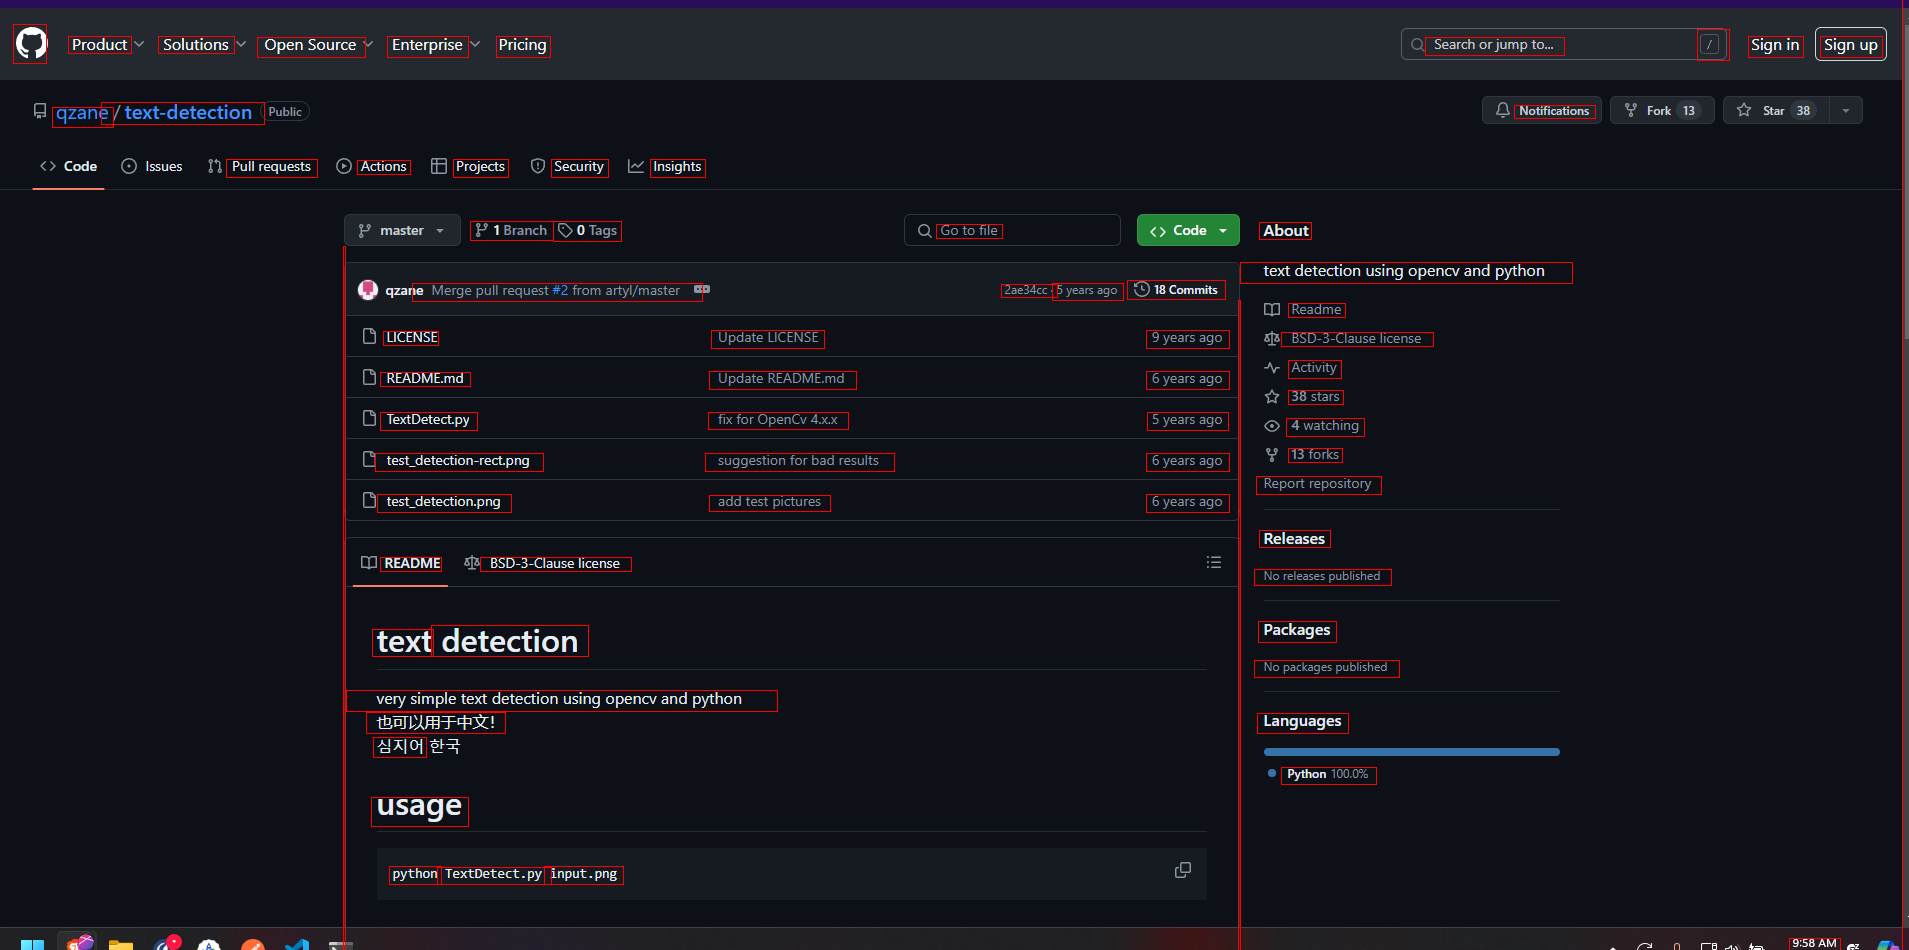 Product Solutions Open Source Enterprise Pricing Search or jump to... / Sign in Sign up
qzane / text-detection Public Notifications Fork 13 Star 38
Code Issues Pull requests Actions Projects Security Insights
master 1 Branch 0 Tags Go to file Code
qzane Merge pull request #2 from artyl/master 2ae34cc · 5 years ago 18 Commits
LICENSE Update LICENSE 9 years ago
README.md Update README.md 6 years ago
TextDetect.py fix for OpenCv 4.x.x 5 years ago
test_detection-rect.png suggestion for bad results 6 years ago
test_detection.png add test pictures 6 years ago
README BSD-3-Clause license
text detection
very simple text detection using opencv and python
也可以用于中文!
심지어 한국
usage
python TextDetect.py input.png
About
text detection using opencv and python
Readme
BSD-3-Clause license
Activity
38 stars
4 watching
13 forks
Report repository
Releases
No releases published
Packages
No packages published
Languages
Python 100.0%
9:58 AM